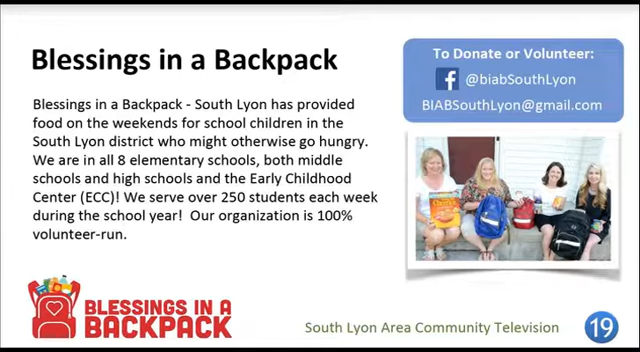 Blessings in a Backpack
Blessings in a Backpack - South Lyon has provided
food on the weekends for school children in the
South Lyon district who might otherwise go hungry.
We are in all 8 elementary schools, both middle
schools and high schools and the Early Childhood
Center (ECC)! We serve over 250 students each week
during the school year! Our organization is 100%
volunteer-run.
To Donate or Volunteer:
f @biabSouthLyon
BIABSouthLyon@gmail.com
Cheerios
BLESSINGS IN A
BACKPACK
South Lyon Area Community Television
19